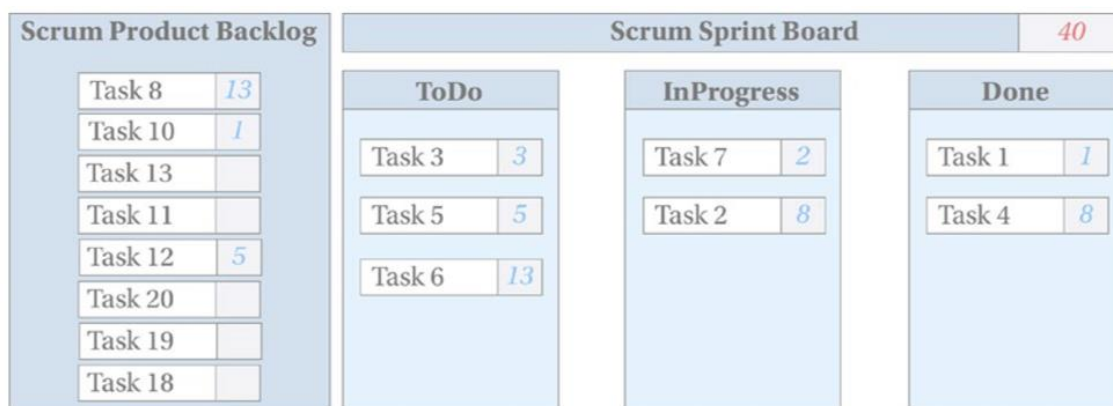 Scrum Product Backlog
Task 8 13
Task 10 1
Task 13
Task 11
Task 12 5
Task 20
Task 19
Task 18
Scrum Sprint Board 40
ToDo
Task 3 3
Task 5 5
Task 6 13
InProgress
Task 7 2
Task 2 8
Done
Task 1 1
Task 4 8